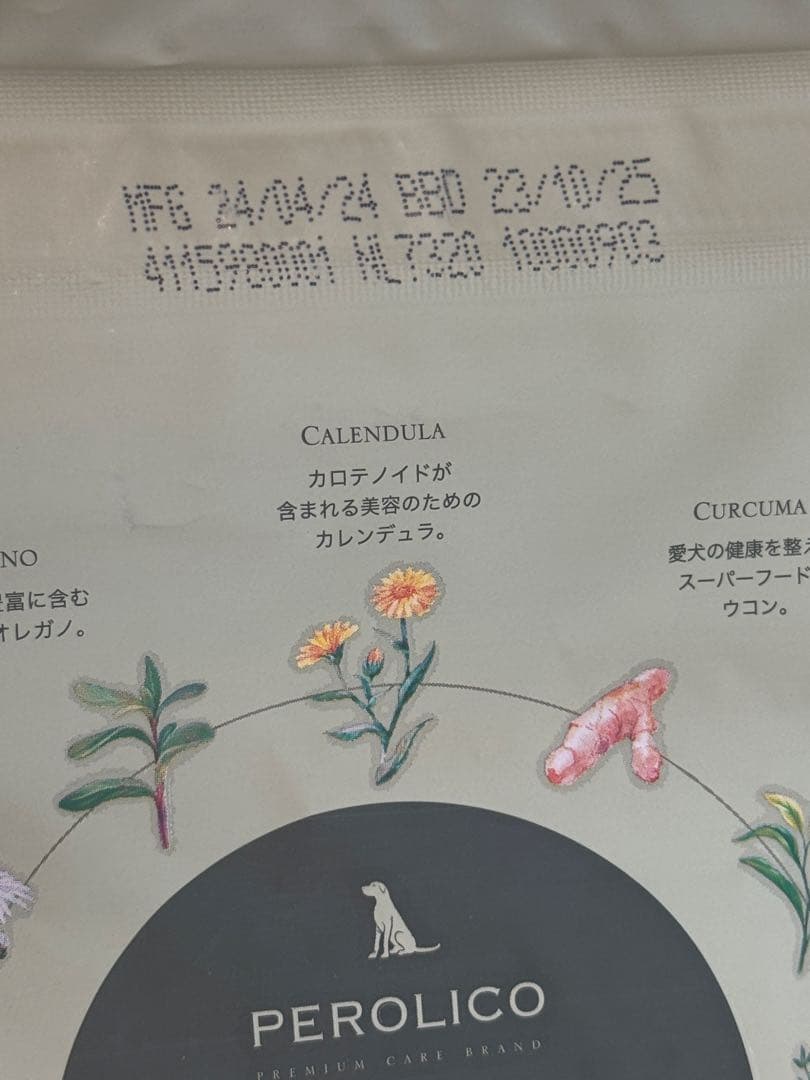 MFG 24/04/24 BBD 23/10/25
4115980001 NL7320 10000903
CALENDULA
カロテノイドが
含まれる美容のための
カレンデュラ。
CURCUMA
愛犬の健康を整え
スーパーフード
ウコン。
NO
豊富に含む
オレガノ。
PEROLICO
PREMIUM CARE BRAND